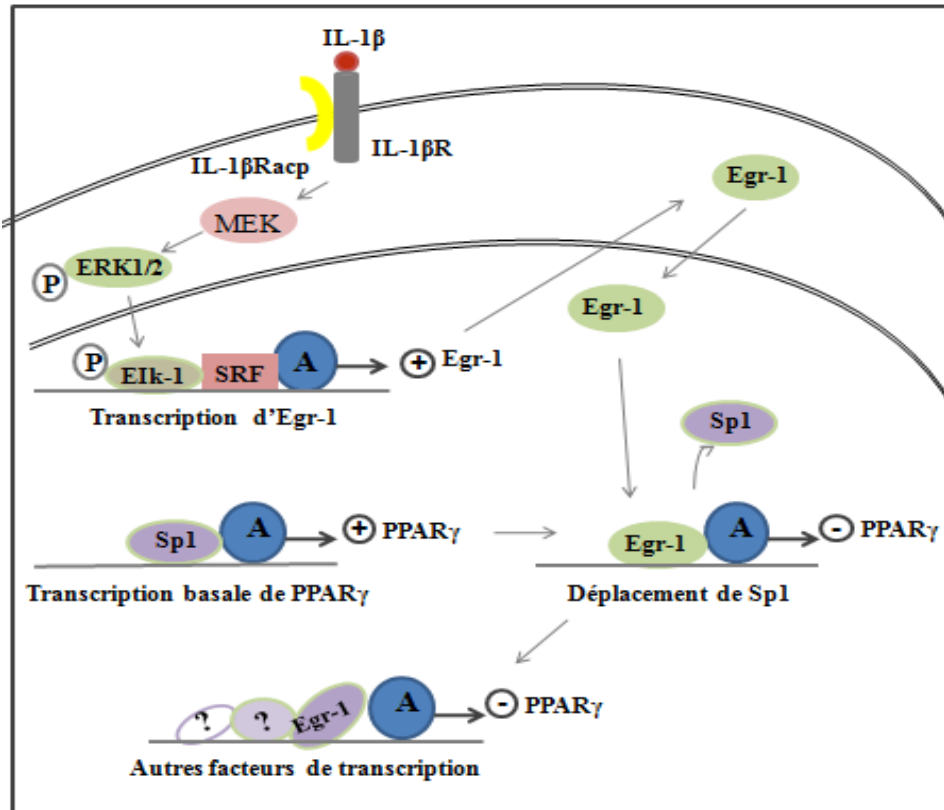 IL-1β
IL-1βR
IL-1βRacp
Egr-1
MEK
ERK1/2
P
Egr-1
P
EIk-1
SRF
A
+
Egr-1
Transcription d'Egr-1
Sp1
Sp1
A
+
PPARγ
Egr-1
A
-
PPARγ
Transcription basale de PPARγ
Déplacement de Sp1
?
?
Egr-1
A
-
PPARγ
Autres facteurs de transcription